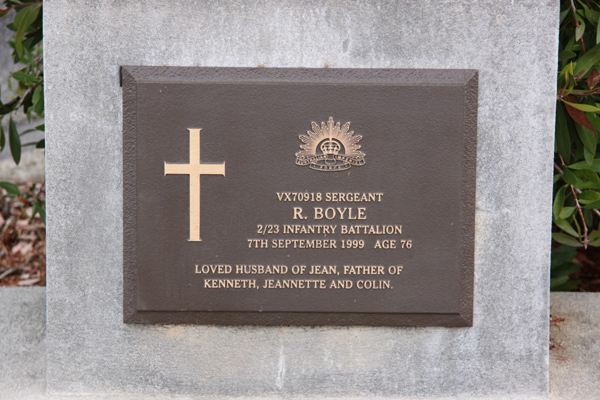 VX70918 SERGEANT
R. BOYLE
2/23 INFANTRY BATTALION
7TH SEPTEMBER 1999 AGE 76
LOVED HUSBAND OF JEAN, FATHER OF
KENNETH, JEANNETTE AND COLIN.